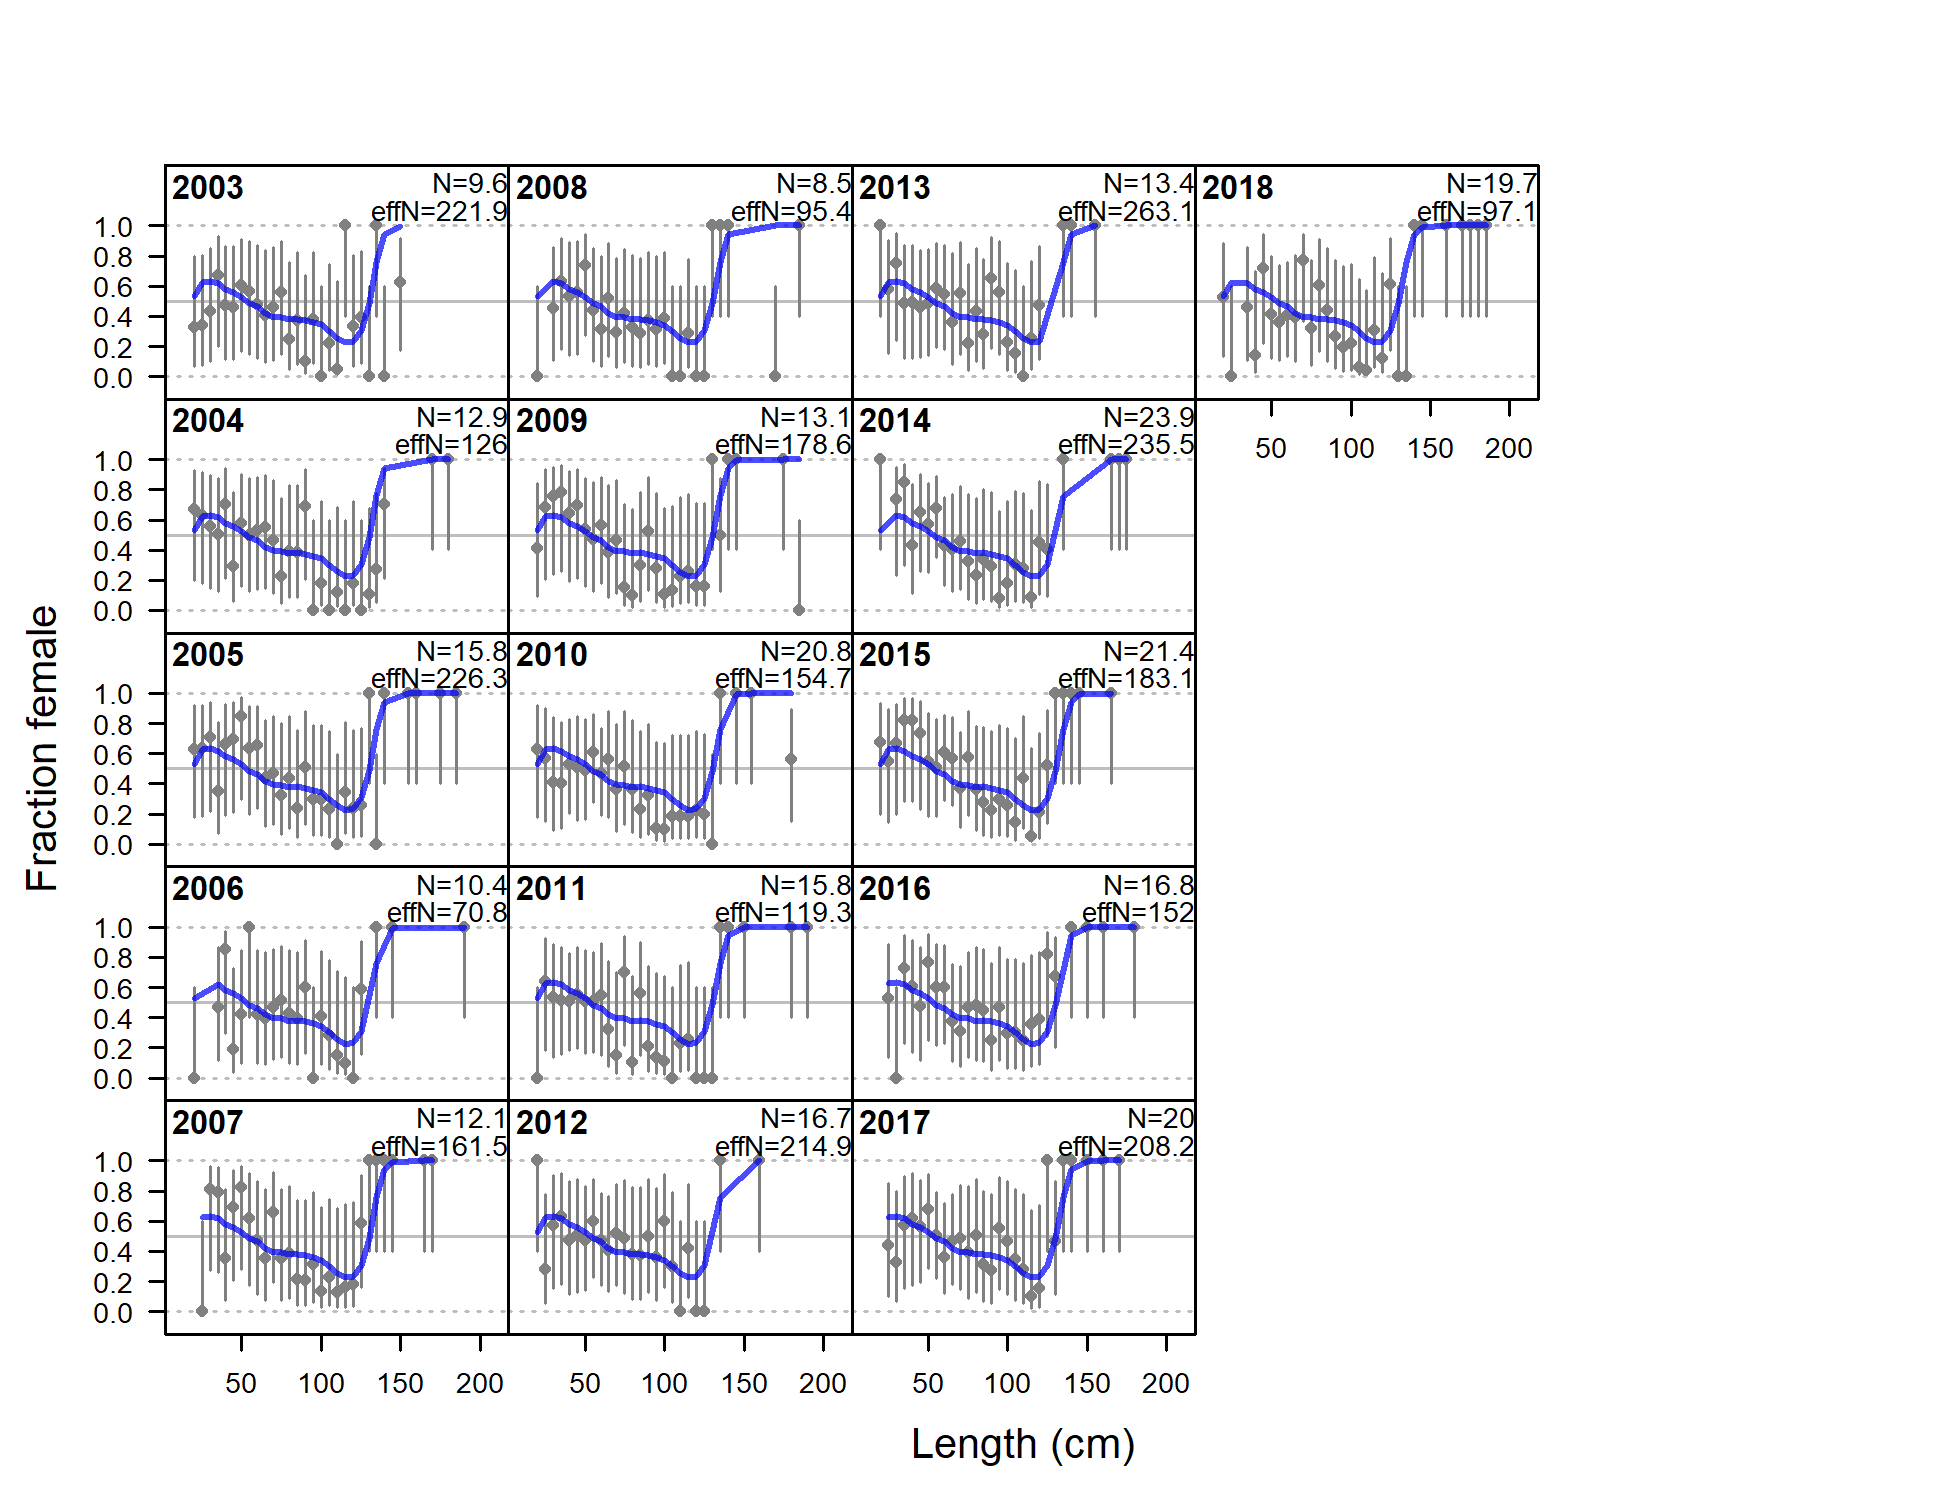 2003
N=9.6
effN=221.9
2008
N=8.5
effN=95.4
2013
N=13.4
effN=263.1
2018
N=19.7
effN=97.1
1.0
0.8
0.6
0.4
0.2
0.0
50 100 150 200
2004
N=12.9
effN=126
2009
N=13.1
effN=178.6
2014
N=23.9
effN=235.5
1.0
0.8
0.6
0.4
0.2
0.0
2005
N=15.8
effN=226.3
2010
N=20.8
effN=154.7
2015
N=21.4
effN=183.1
1.0
0.8
0.6
0.4
0.2
0.0
2006
N=10.4
effN=70.8
2011
N=15.8
effN=119.3
2016
N=16.8
effN=152
1.0
0.8
0.6
0.4
0.2
0.0
2007
N=12.1
effN=161.5
2012
N=16.7
effN=214.9
2017
N=20
effN=208.2
1.0
0.8
0.6
0.4
0.2
0.0
50 100 150 200
50 100 150 200
50 100 150 200
Fraction female
Length (cm)